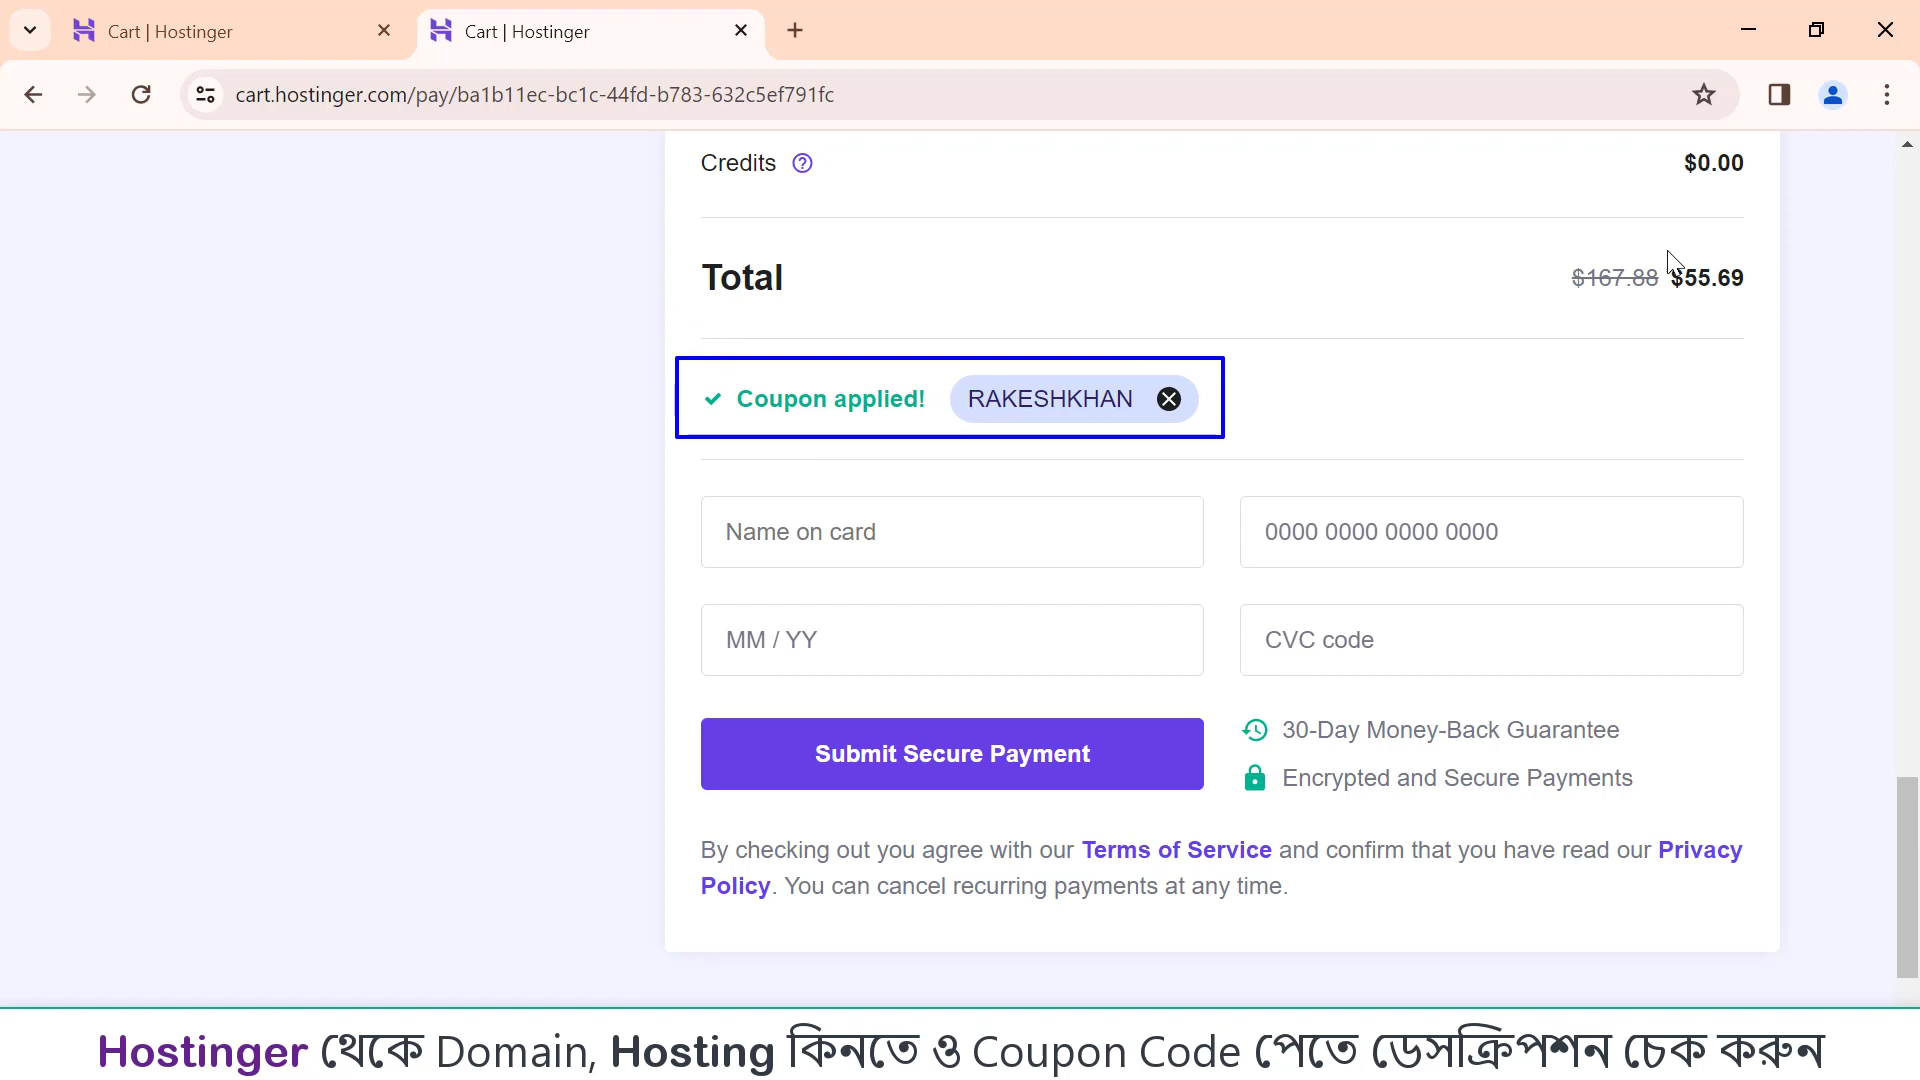 Cart | Hostinger
Cart | Hostinger
cart.hostinger.com/pay/ba1b11ec-bc1c-44fd-b783-632c5ef791fc
Credits $0.00
Total $167.88 $55.69
Coupon applied! RAKESHKHAN
Name on card 0000 0000 0000 0000
MM / YY CVC code
Submit Secure Payment
30-Day Money-Back Guarantee
Encrypted and Secure Payments
By checking out you agree with our Terms of Service and confirm that you have read our Privacy
Policy. You can cancel recurring payments at any time.
Hostinger থেকে Domain, Hosting কিনতে ও Coupon Code পেতে ডেসক্রিপশন চেক করুন